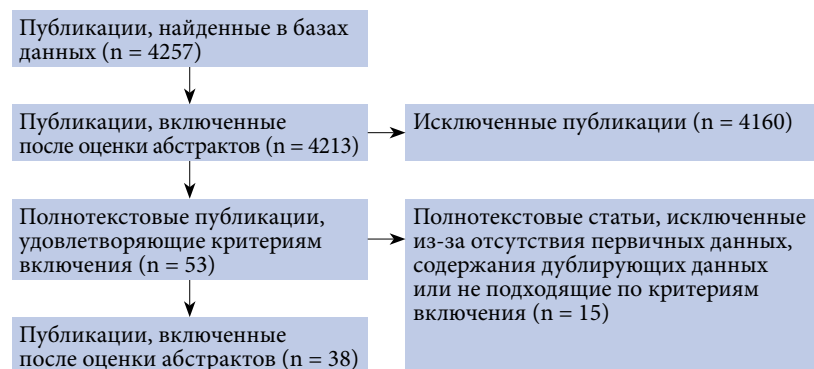 Публикации, найденные в базах
данных (n = 4257)
Публикации, включенные
после оценки абстрактов (n = 4213)
Исключенные публикации (n = 4160)
Полнотекстовые публикации,
удовлетворяющие критериям
включения (n = 53)
Полнотекстовые статьи, исключенные
из-за отсутствия первичных данных,
содержания дублирующих данных
или не подходящие по критериям
включения (n = 15)
Публикации, включенные
после оценки абстрактов (n = 38)